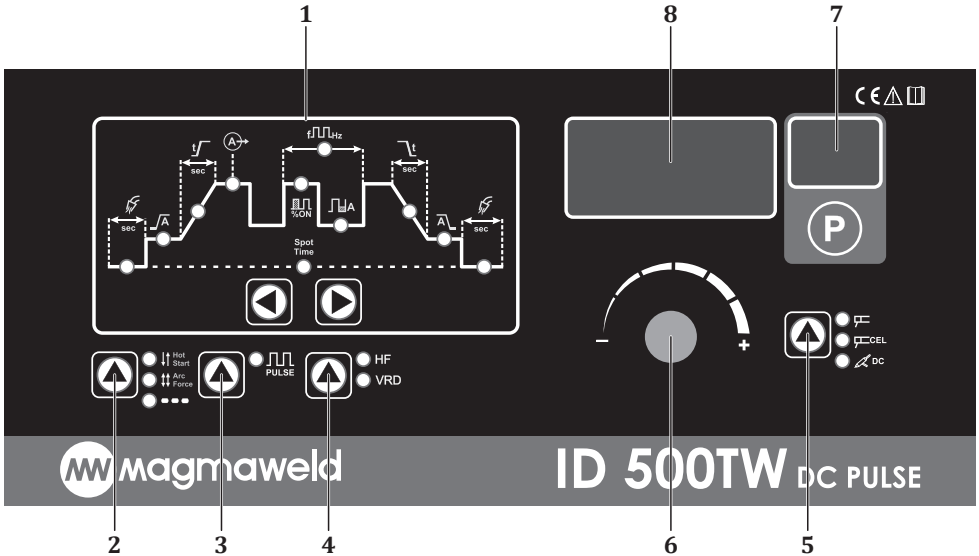 1
8
7
CE
t
sec
A
f Hz
t
sec
sec
A
%ON
A
A
sec
Spot
Time
P
- +
Hot
Start
Arc
Force
PULSE
HF
VRD
CEL
DC
magmaweld
ID 500TW DC PULSE
2
3
4
6
5